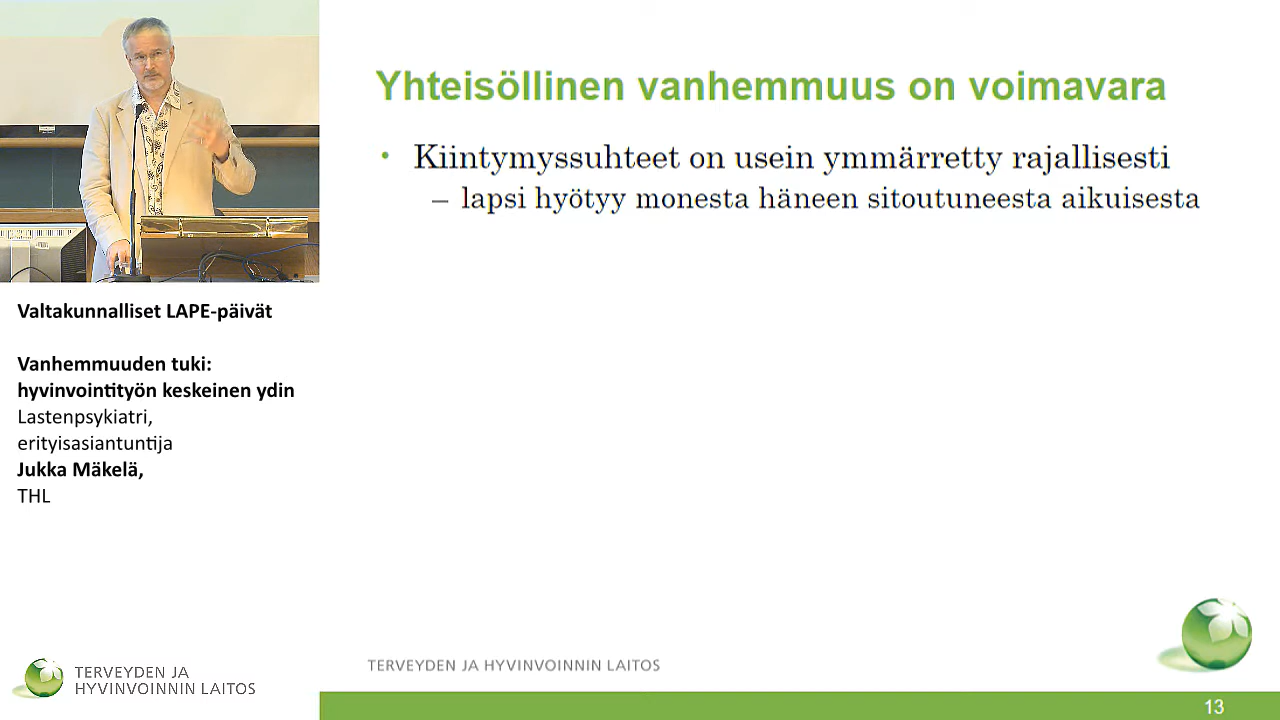 Yhteisöllinen vanhemmuus on voimavara
• Kiintymyssuhteet on usein ymmärretty rajallisesti
– lapsi hyötyy monesta häneen sitoutuneesta aikuisesta
Valtakunnalliset LAPE-päivät
Vanhemmuuden tuki:
hyvinvointityön keskeinen ydin
Lastenpsykiatri,
erityisasiantuntija
Jukka Mäkelä,
THL
TERVEYDEN JA
HYVINVOINNIN LAITOS
TERVEYDEN JA HYVINVOINNIN LAITOS
13